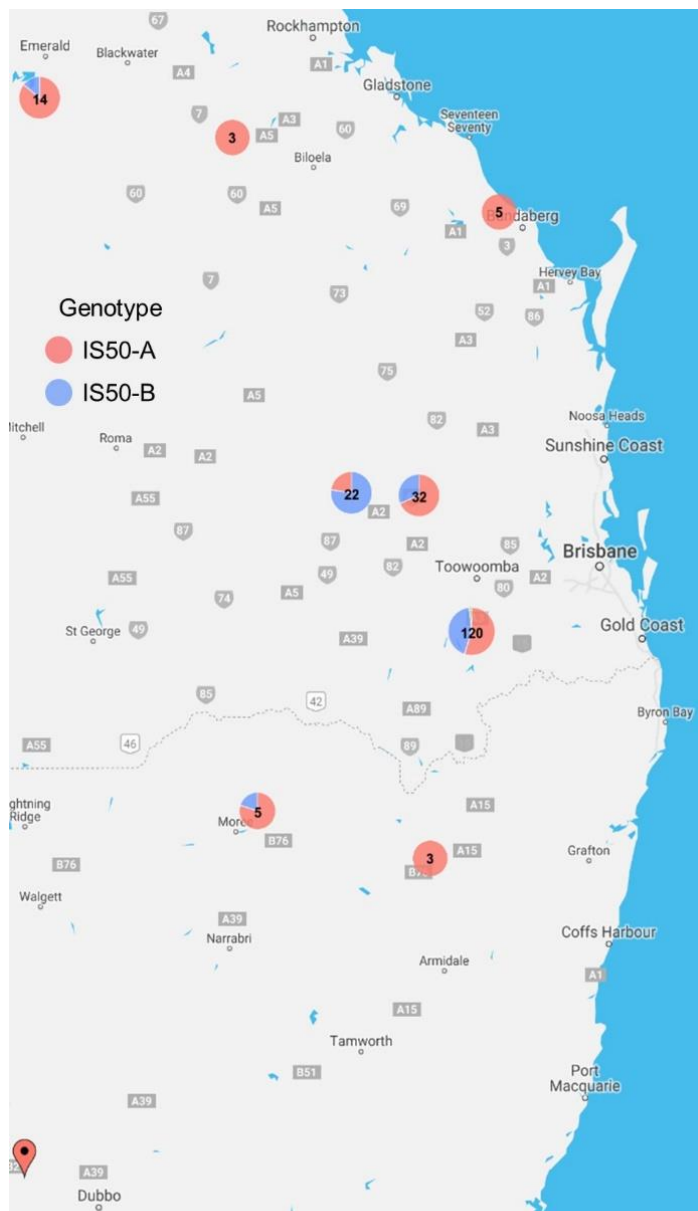 67
Rockhampton
Emerald
Blackwater
A4
A1
Gladstone
14
7
A3
Seventeen
Seventy
3
A5
60
Biloela
60
60
A5
69
5
Bundaberg
A1
3
7
73
Hervey Bay
A1
Genotype
52
86
IS50-A
A3
75
IS50-B
A5
82
A3
Noosa Heads
Mitchell
Roma
A2
A2
Sunshine Coast
22
32
A55
A2
87
87
A2
85
Brisbane
A55
49
82
Toowoomba
A2
74
A5
80
St George
49
A39
120
Gold Coast
85
42
A89
Byron Bay
A55
46
89
ghtning
Ridge
5
A15
Moree
B76
3
A15
B76
Grafton
Walgett
A39
Narrabri
Coffs Harbour
Armidale
A1
A15
Tamworth
B51
Port
Macquarie
A39
A39
Dubbo